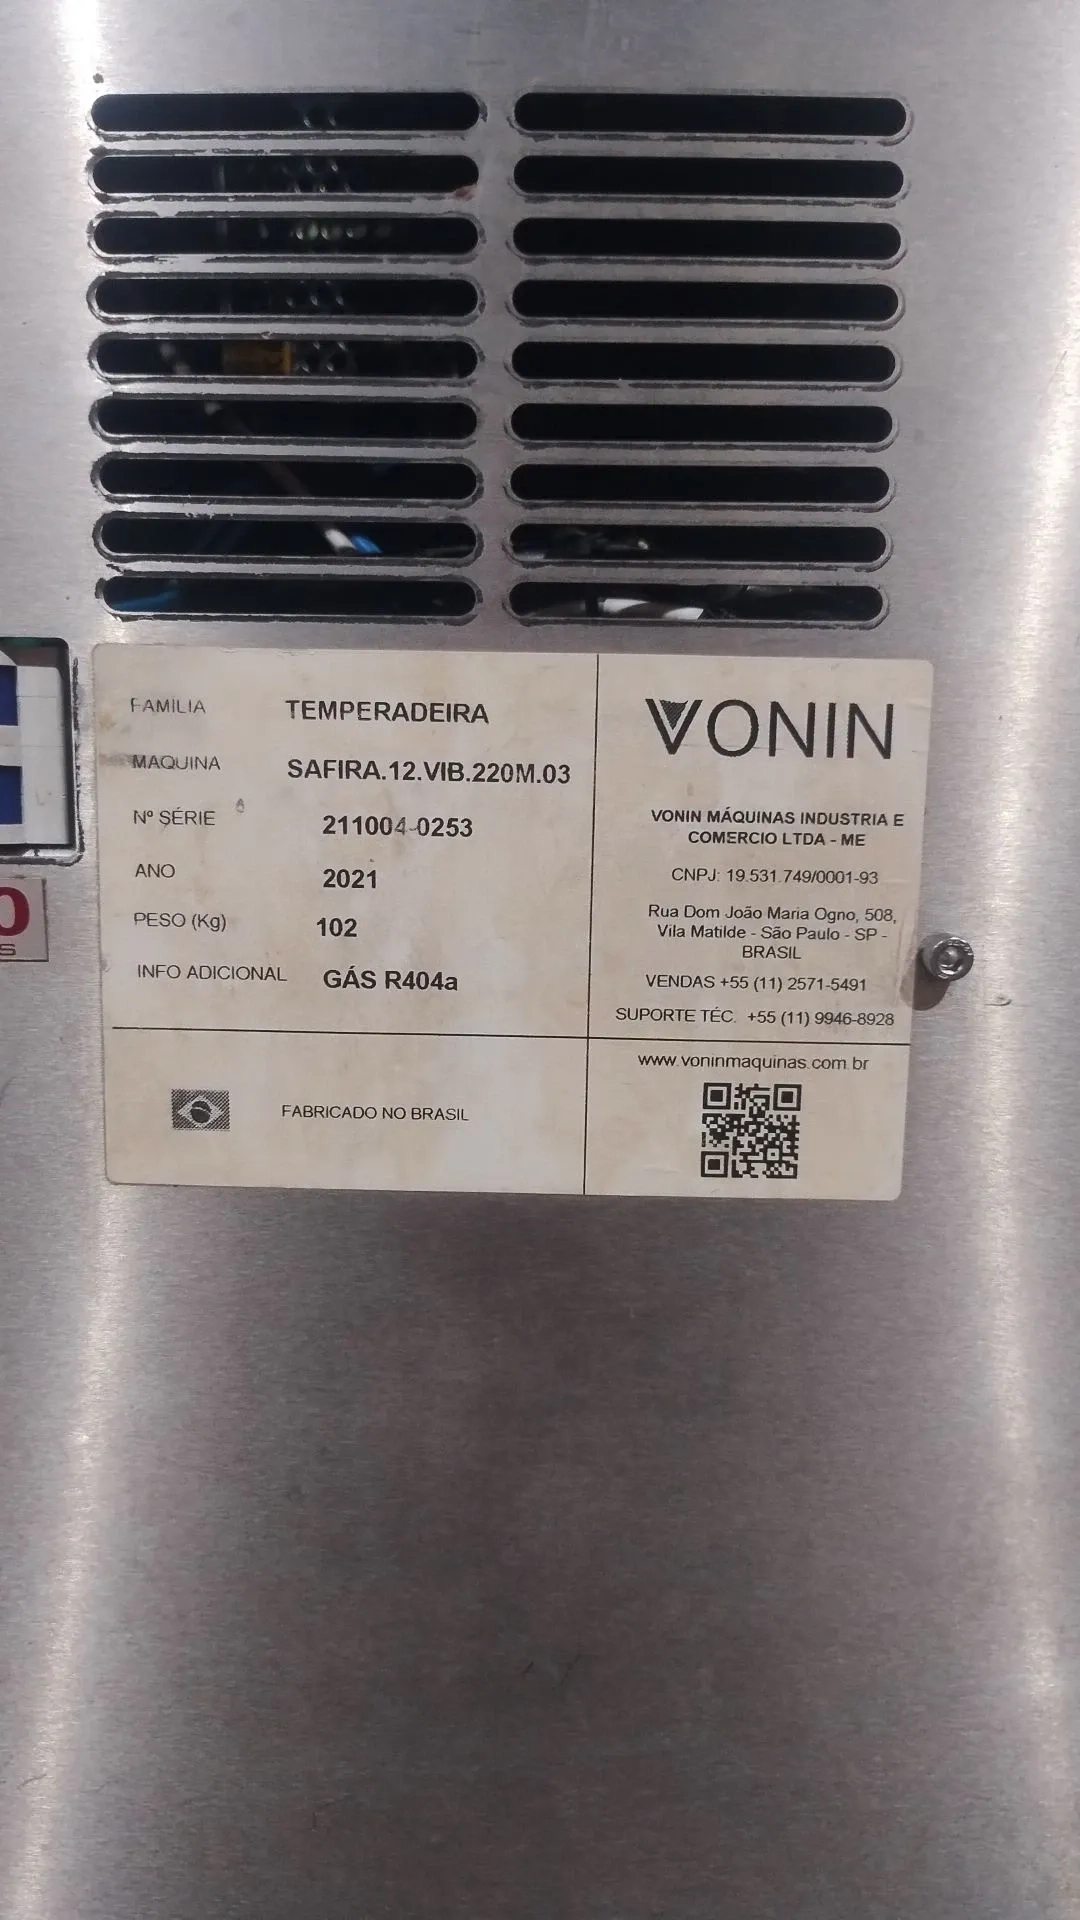 FAMILIA TEMPERADEIRA
MAQUINA SAFIRA.12.VIB.220M.03
Nº SÉRIE 211004-0253
ANO 2021
PESO (Kg) 102
INFO ADICIONAL GÁS R404a
FABRICADO NO BRASIL
VONIN
VONIN MÁQUINAS INDUSTRIA E
COMERCIO LTDA - ME
CNPJ: 19.531.749/0001-93
Rua Dom João Maria Ogno, 508,
Vila Matilde - São Paulo - SP -
BRASIL
VENDAS +55 (11) 2571-5491
SUPORTE TÉC. +55 (11) 9946-8928
www.voninmaquinas.com.br